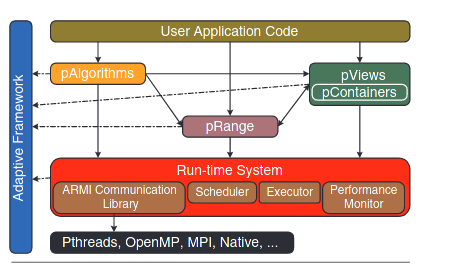 User Application Code
Adaptive Framework
pAlgorithms
pViews
pContainers
pRange
Run-time System
ARMI Communication
Library
Scheduler
Executor
Performance
Monitor
Pthreads, OpenMP, MPI, Native, ...